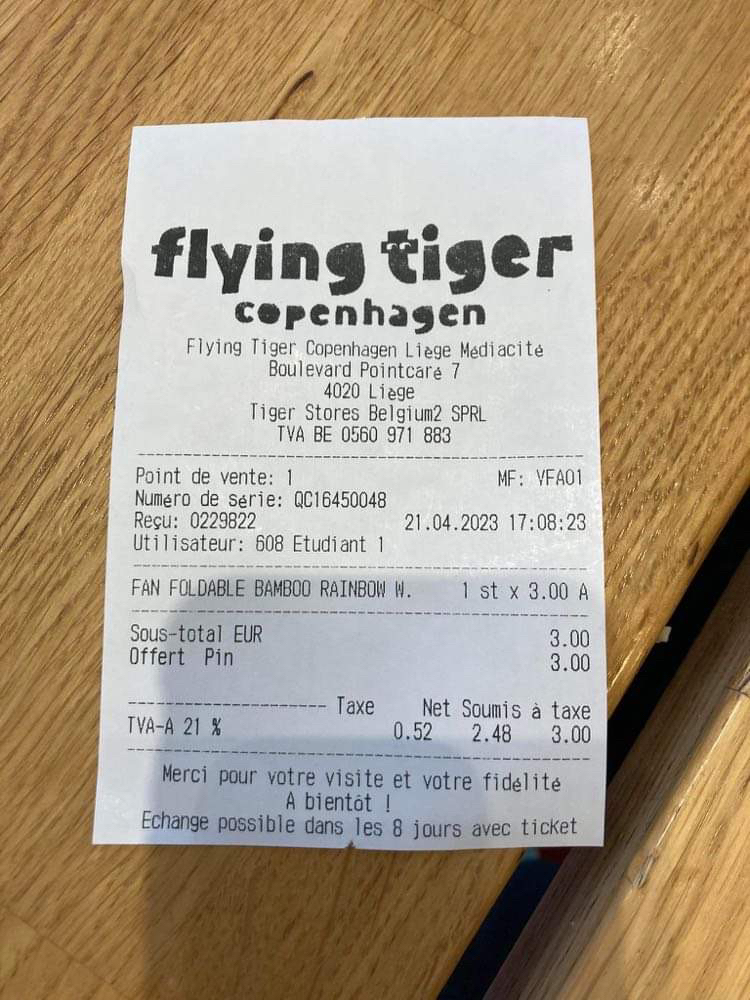 flying tiger
copenhagen
Flying Tiger Copenhagen Liège Médiacité
Boulevard Pointcaré 7
4020 Liège
Tiger Stores Belgium2 SPRL
TVA BE 0560 971 883
Point de vente: 1 MF: VFA01
Numéro de série: QC16450048
Reçu: 0229822 21.04.2023 17:08:23
Utilisateur: 608 Etudiant 1
FAN FOLDABLE BAMBOO RAINBOW W. 1 st x 3.00 A
Sous-total EUR 3.00
Offert Pin 3.00
Taxe Net Soumis à taxe
TVA-A 21 % 0.52 2.48 3.00
Merci pour votre visite et votre fidélité
A bientôt !
Echange possible dans les 8 jours avec ticket